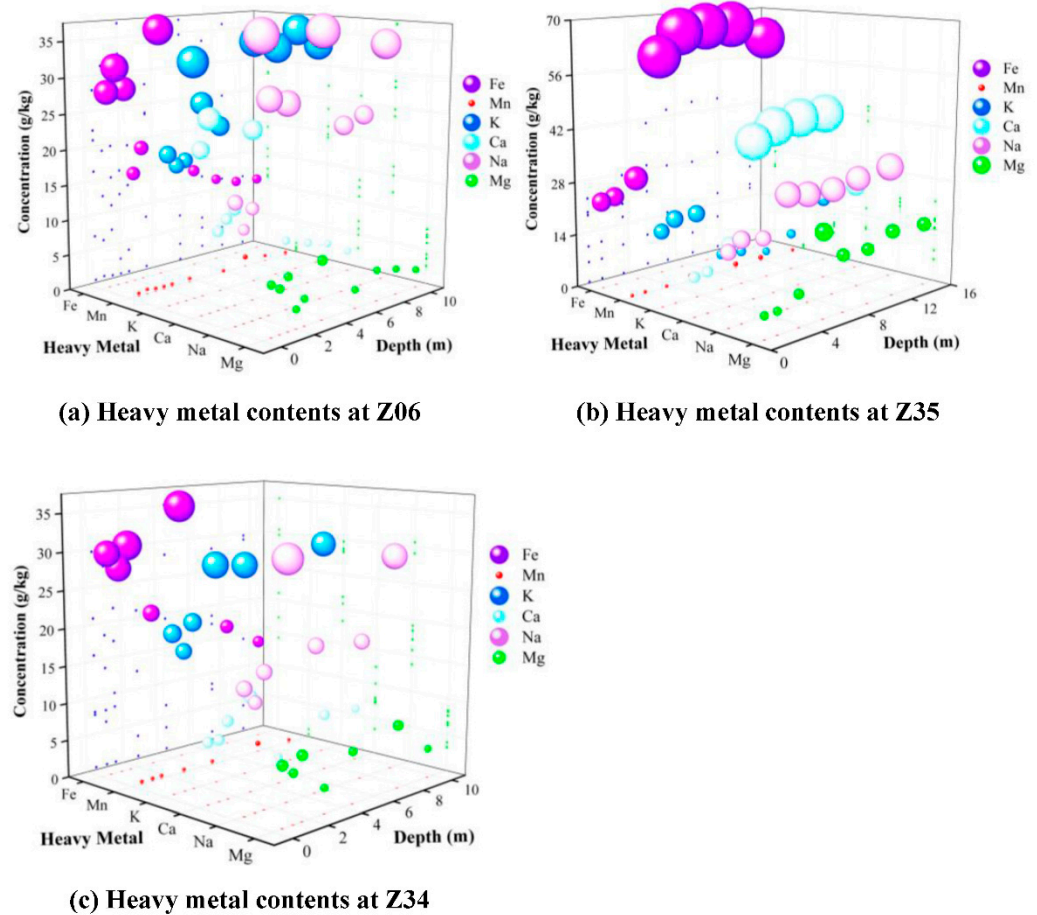 35
30
25
20
15
10
5
0
Concentration (g/kg)
Fe
Mn
K
Ca
Na
Mg
Heavy Metal
0
2
4
6
8
10
Depth (m)
Fe
Mn
K
Ca
Na
Mg
(a) Heavy metal contents at Z06
70
56
42
28
14
0
Concentration (g/kg)
Fe
Mn
K
Ca
Na
Mg
Heavy Metal
0
4
8
12
16
Depth (m)
Fe
Mn
K
Ca
Na
Mg
(b) Heavy metal contents at Z35
35
30
25
20
15
10
5
0
Concentration (g/kg)
Fe
Mn
K
Ca
Na
Mg
Heavy Metal
0
2
4
6
8
10
Depth (m)
Fe
Mn
K
Ca
Na
Mg
(c) Heavy metal contents at Z34